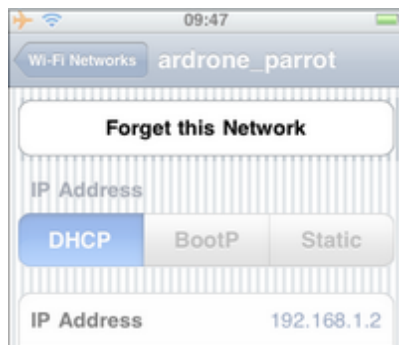 09:47
Wi-Fi Networks ardrone_parrot
Forget this Network
IP Address
DHCP BootP Static
IP Address 192.168.1.2